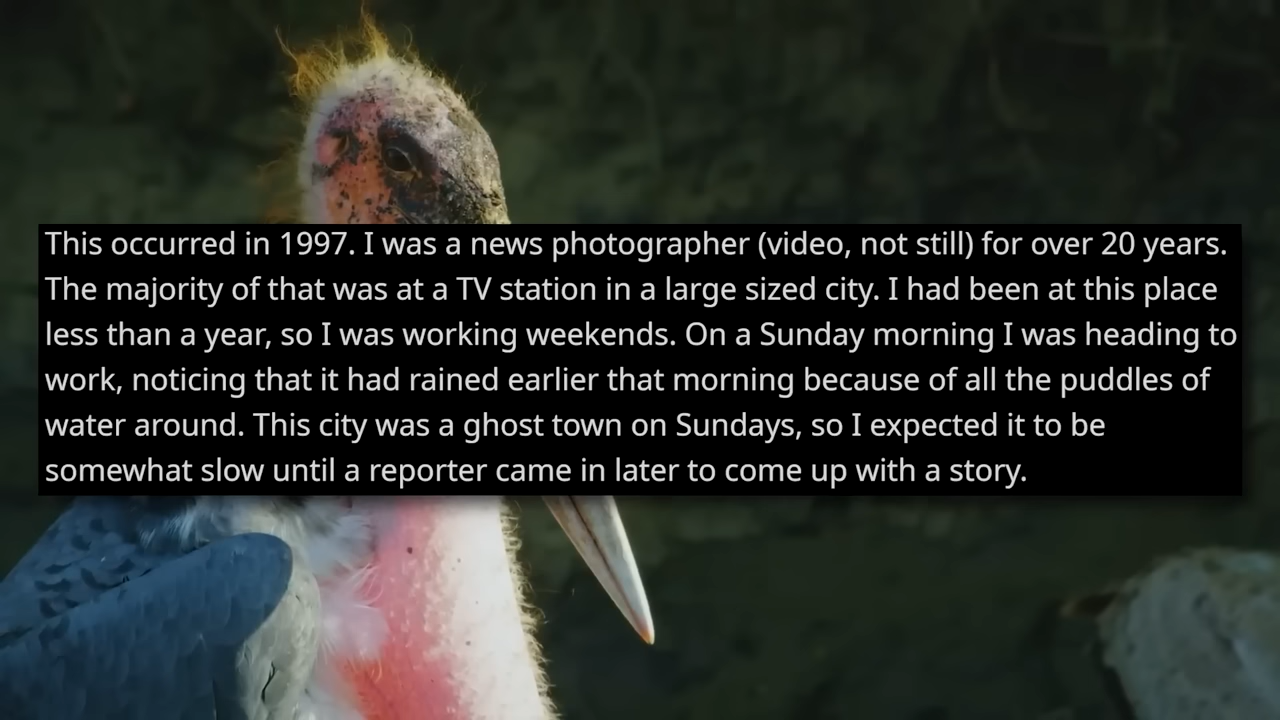 This occurred in 1997. I was a news photographer (video, not still) for over 20 years.
The majority of that was at a TV station in a large sized city. I had been at this place
less than a year, so I was working weekends. On a Sunday morning I was heading to
work, noticing that it had rained earlier that morning because of all the puddles of
water around. This city was a ghost town on Sundays, so I expected it to be
somewhat slow until a reporter came in later to come up with a story.